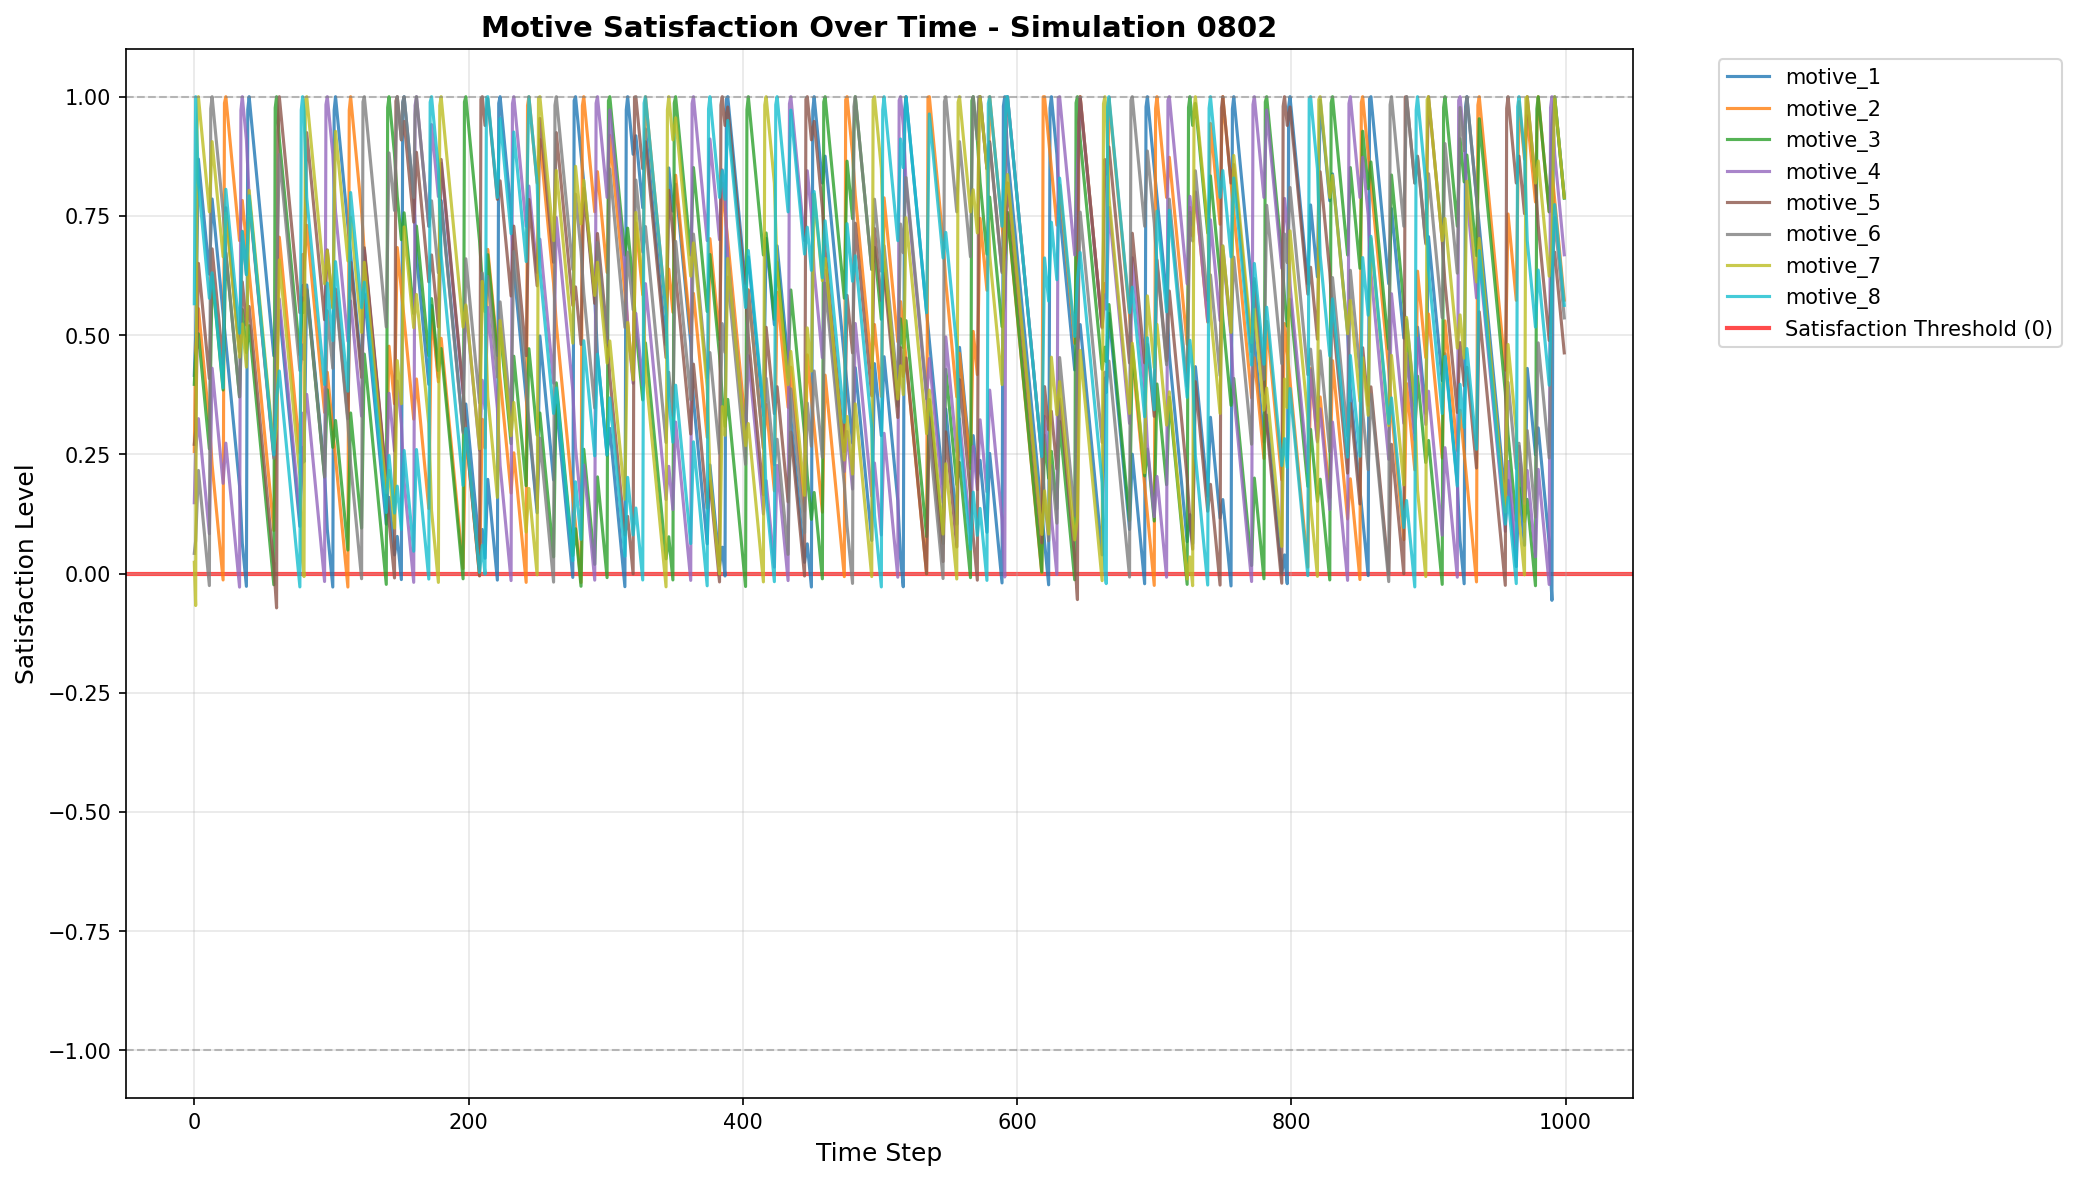 Motive Satisfaction Over Time - Simulation 0802
motive_1
motive_2
motive_3
motive_4
motive_5
motive_6
motive_7
motive_8
Satisfaction Threshold (0)
Satisfaction Level
1.00
0.75
0.50
0.25
0.00
−0.25
−0.50
−0.75
−1.00
0 200 400 600 800 1000
Time Step